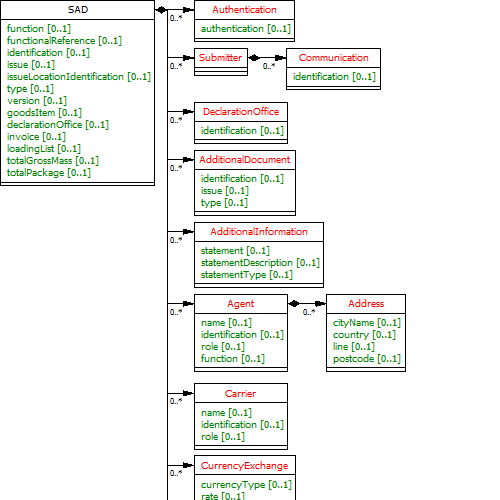 SAD
function [0..1]
functionalReference [0..1]
identification [0..1]
issue [0..1]
issueLocationIdentification [0..1]
type [0..1]
version [0..1]
goodsItem [0..1]
declarationOffice [0..1]
invoice [0..1]
loadingList [0..1]
totalGrossMass [0..1]
totalPackage [0..1]
0..*
Authentication
authentication [0..1]
0..*
Submitter
0..*
Communication
identification [0..1]
0..*
DeclarationOffice
identification [0..1]
0..*
AdditionalDocument
identification [0..1]
issue [0..1]
type [0..1]
0..*
AdditionalInformation
statement [0..1]
statementDescription [0..1]
statementType [0..1]
0..*
Agent
name [0..1]
identification [0..1]
role [0..1]
function [0..1]
0..*
Address
cityName [0..1]
country [0..1]
line [0..1]
postcode [0..1]
0..*
Carrier
name [0..1]
identification [0..1]
role [0..1]
0..*
CurrencyExchange
currencyType [0..1]
rate [0..1]